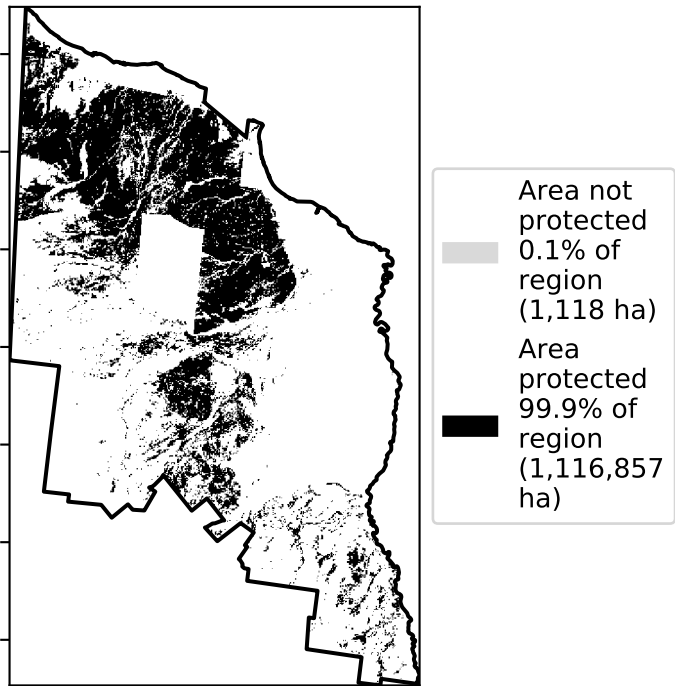 Area not
protected
0.1% of
region
(1,118 ha)
Area
protected
99.9% of
region
(1,116,857
ha)